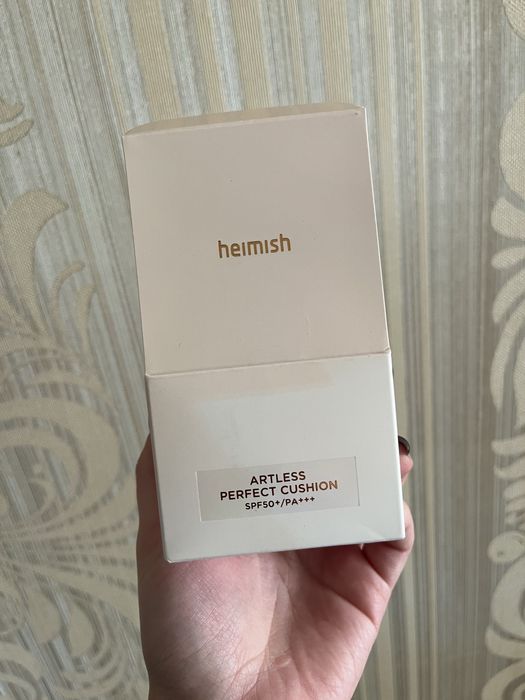 heimish
ARTLESS
PERFECT CUSHION
SPF50+/PA+++